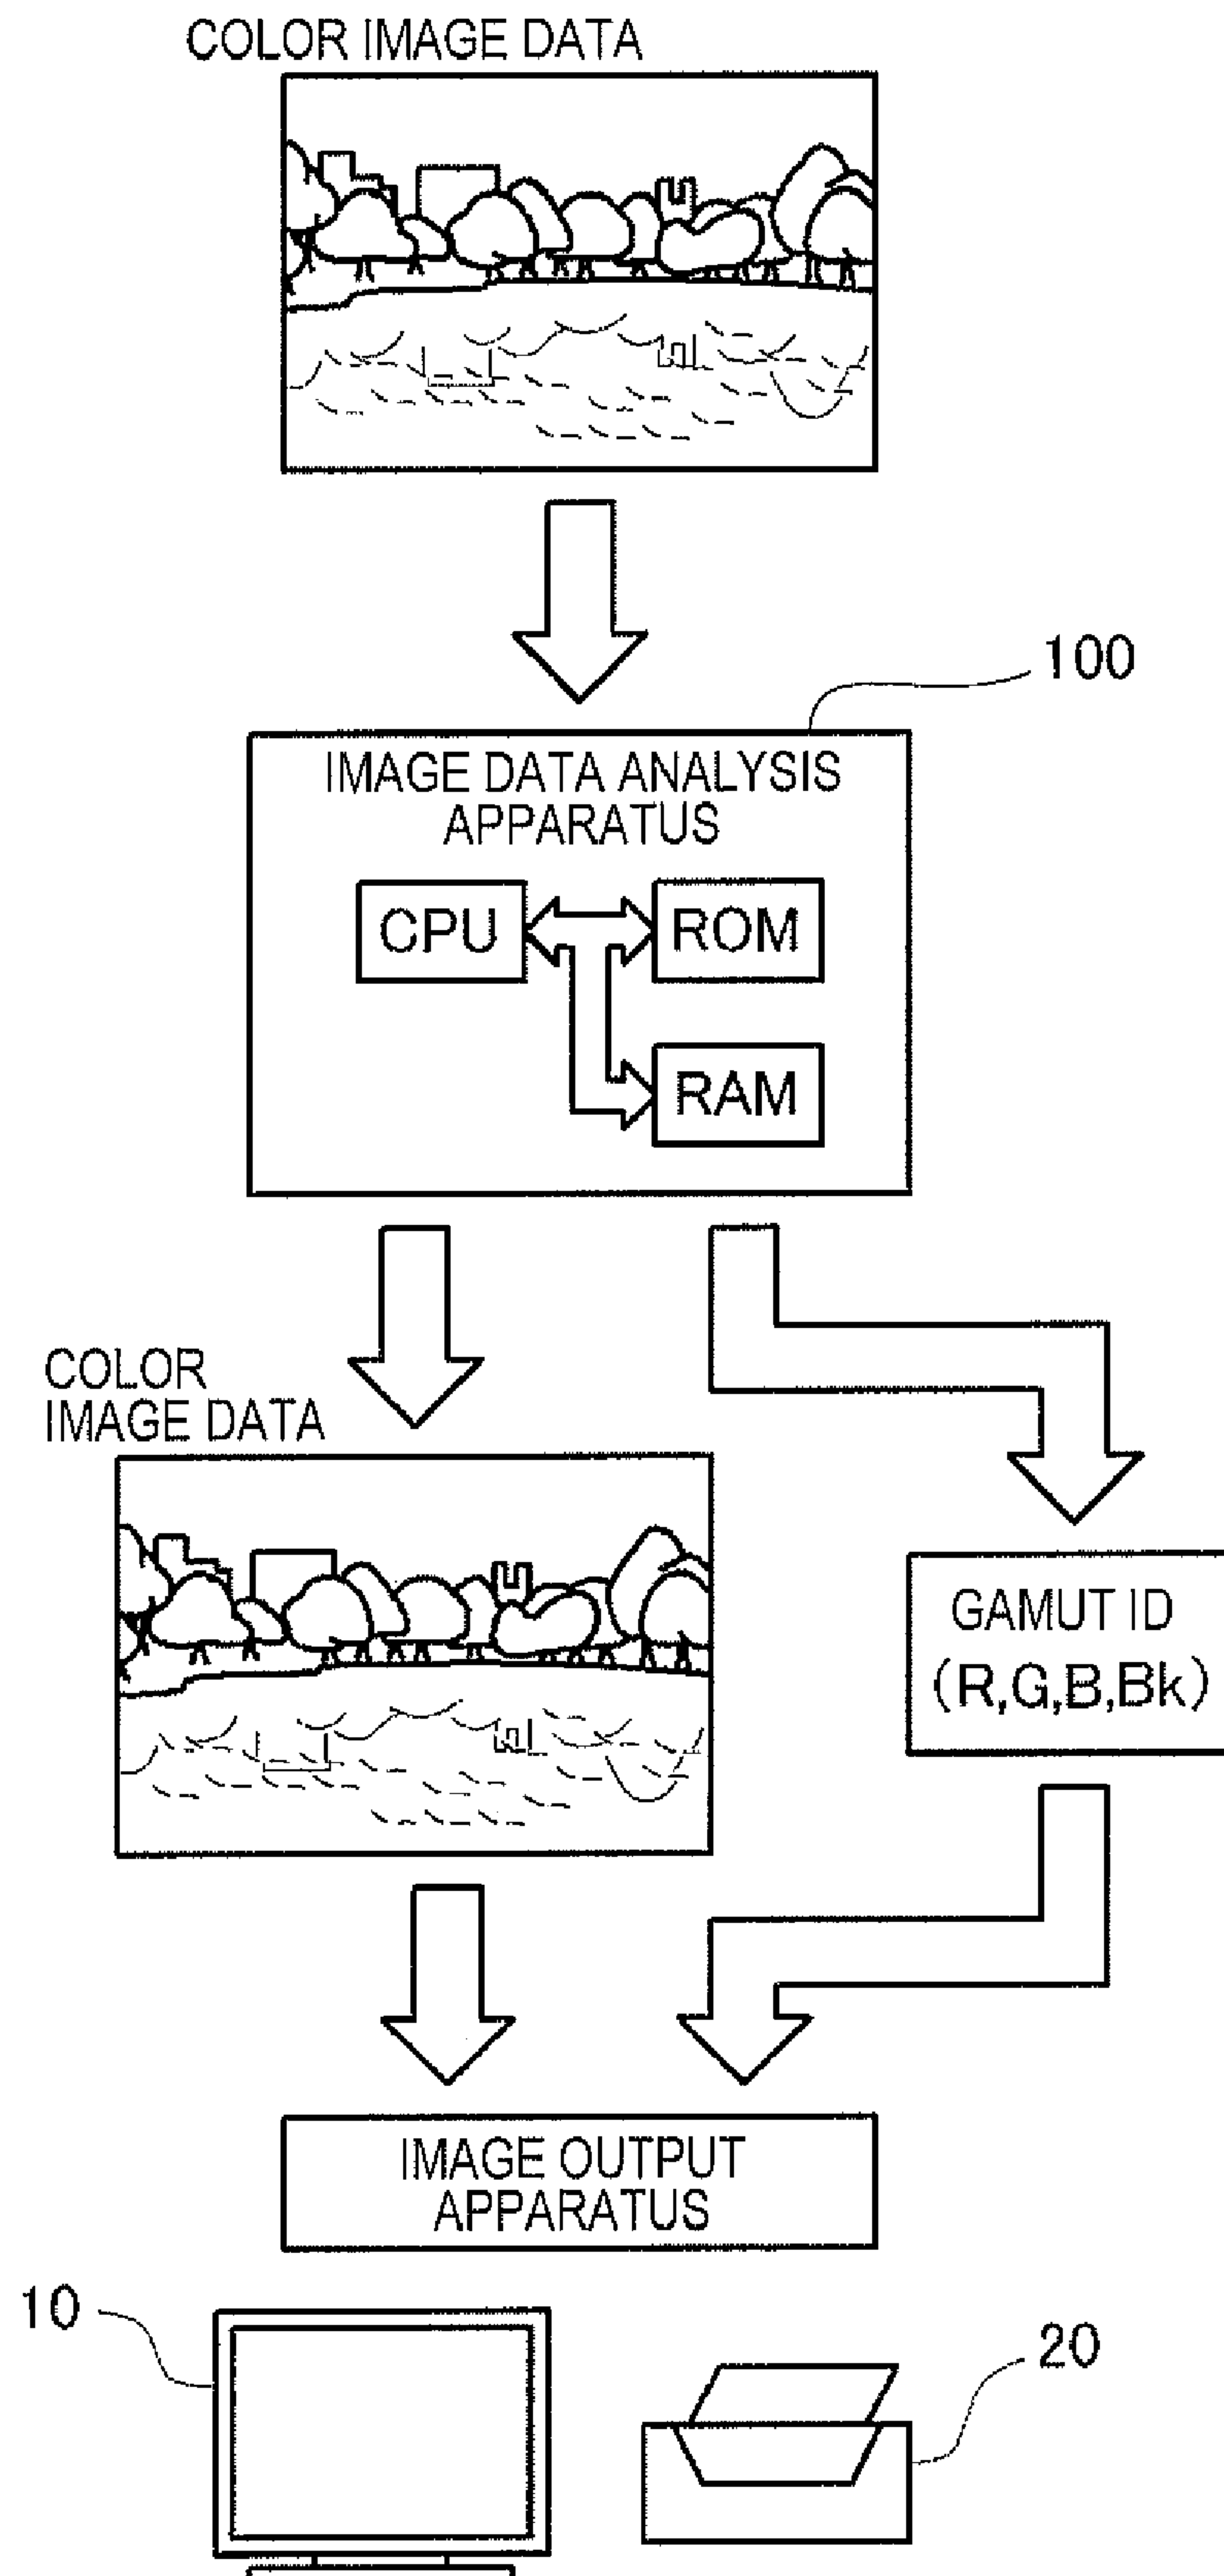 COLOR IMAGE DATA
100
IMAGE DATA ANALYSIS
APPARATUS
CPU
ROM
RAM
COLOR
IMAGE DATA
GAMUT ID
(R,G,B,Bk)
IMAGE OUTPUT
APPARATUS
10
20